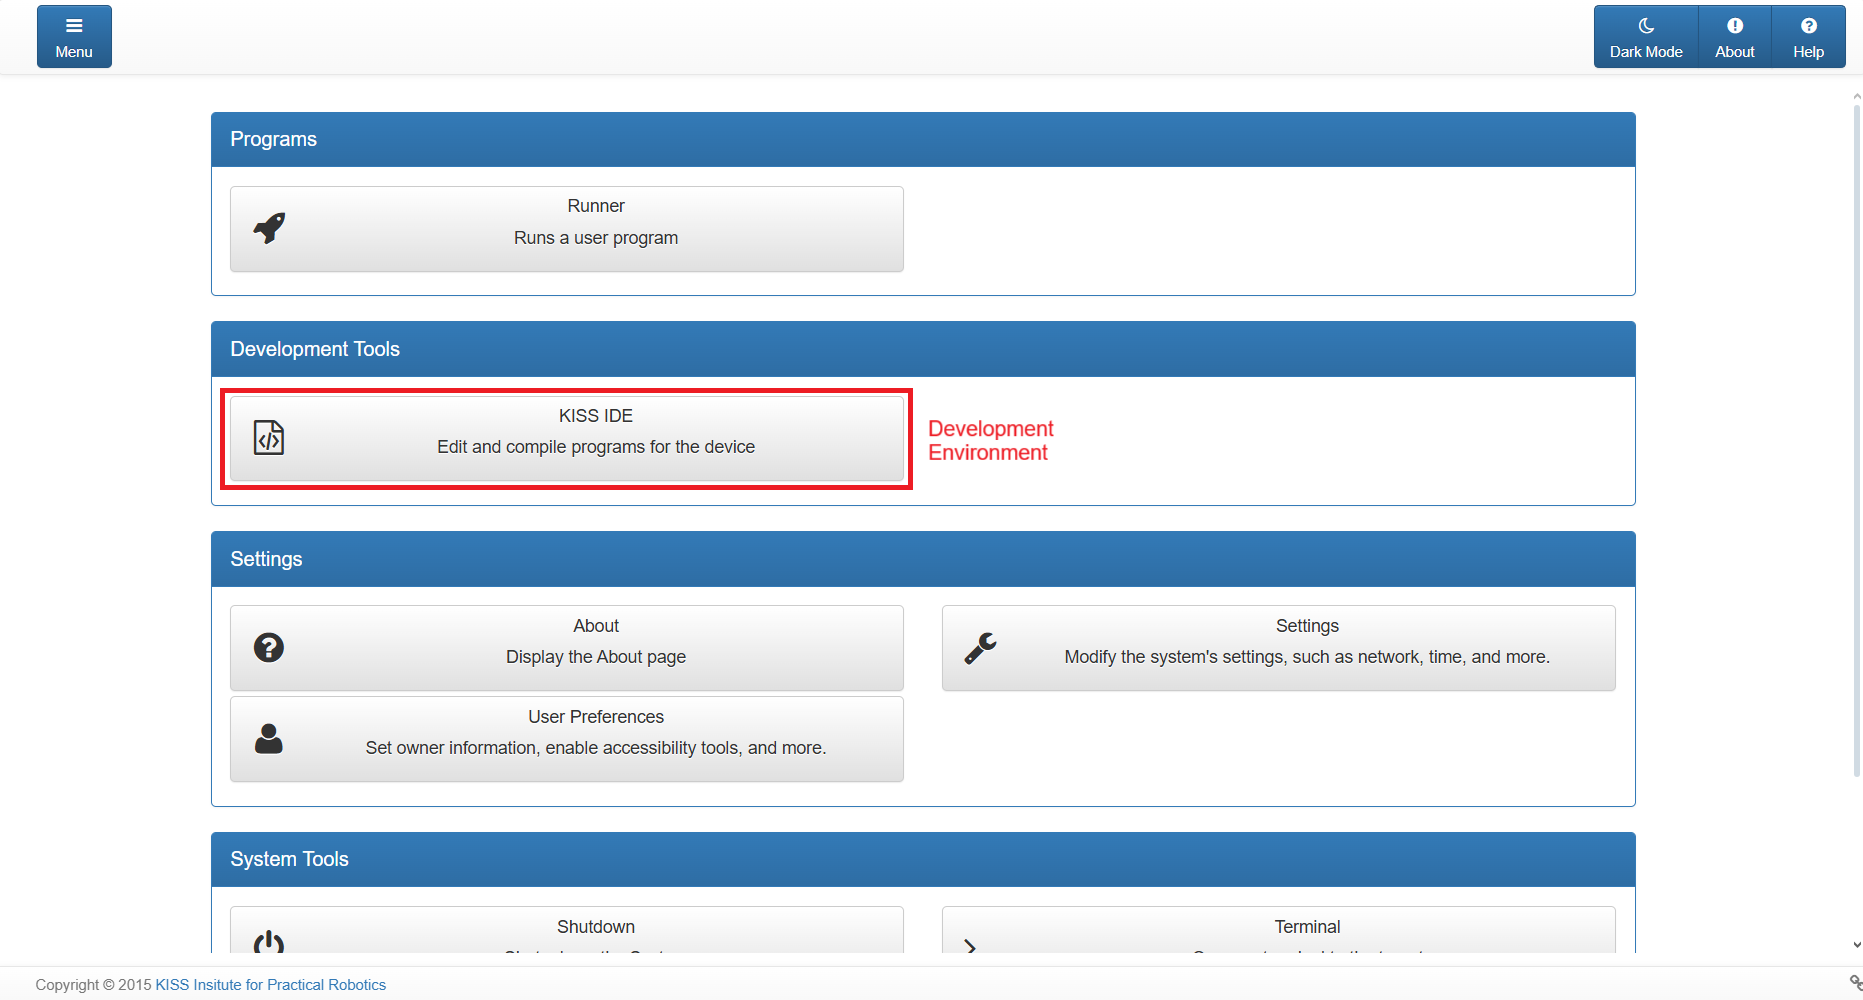 Menu
Dark Mode
About
Help
Programs
Runner
Runs a user program
Development Tools
KISS IDE
Edit and compile programs for the device
Development
Environment
Settings
About
Display the About page
Settings
Modify the system's settings, such as network, time, and more.
User Preferences
Set owner information, enable accessibility tools, and more.
System Tools
Shutdown
Terminal
Copyright © 2015 KISS Insitute for Practical Robotics